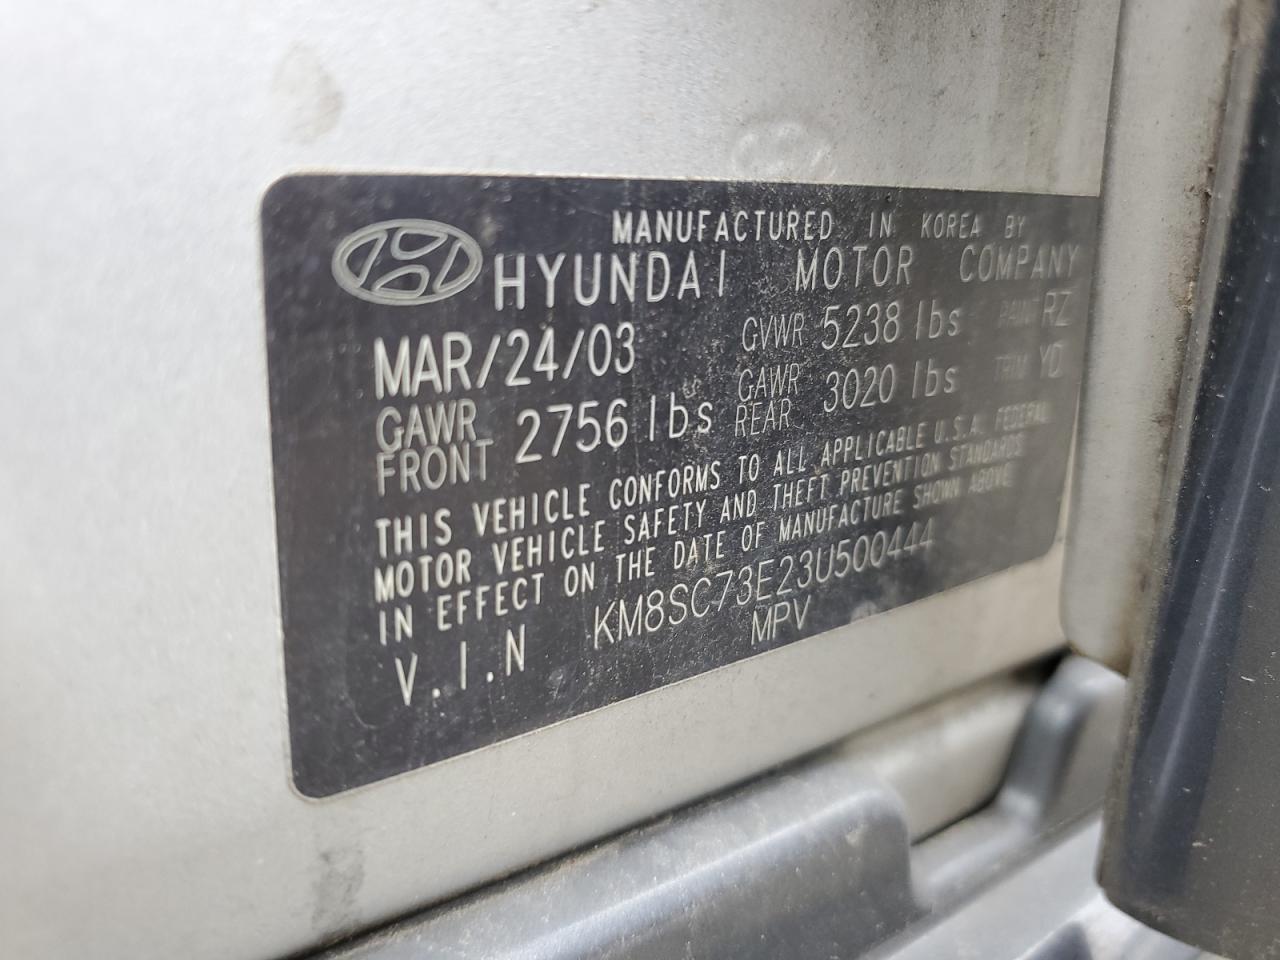 MANUFACTURED IN KOREA BY
HYUNDAI MOTOR COMPANY
MAR/24/03 GVWR 5238 lbs PAINT RZ
GAWR FRONT 2756 lbs GAWR REAR 3020 lbs TRIM YD
THIS VEHICLE CONFORMS TO ALL APPLICABLE U.S.A. FEDERAL
MOTOR VEHICLE SAFETY AND THEFT PREVENTION STANDARDS
IN EFFECT ON THE DATE OF MANUFACTURE SHOWN ABOVE
V.I.N KM8SC73E23U500444
MPV